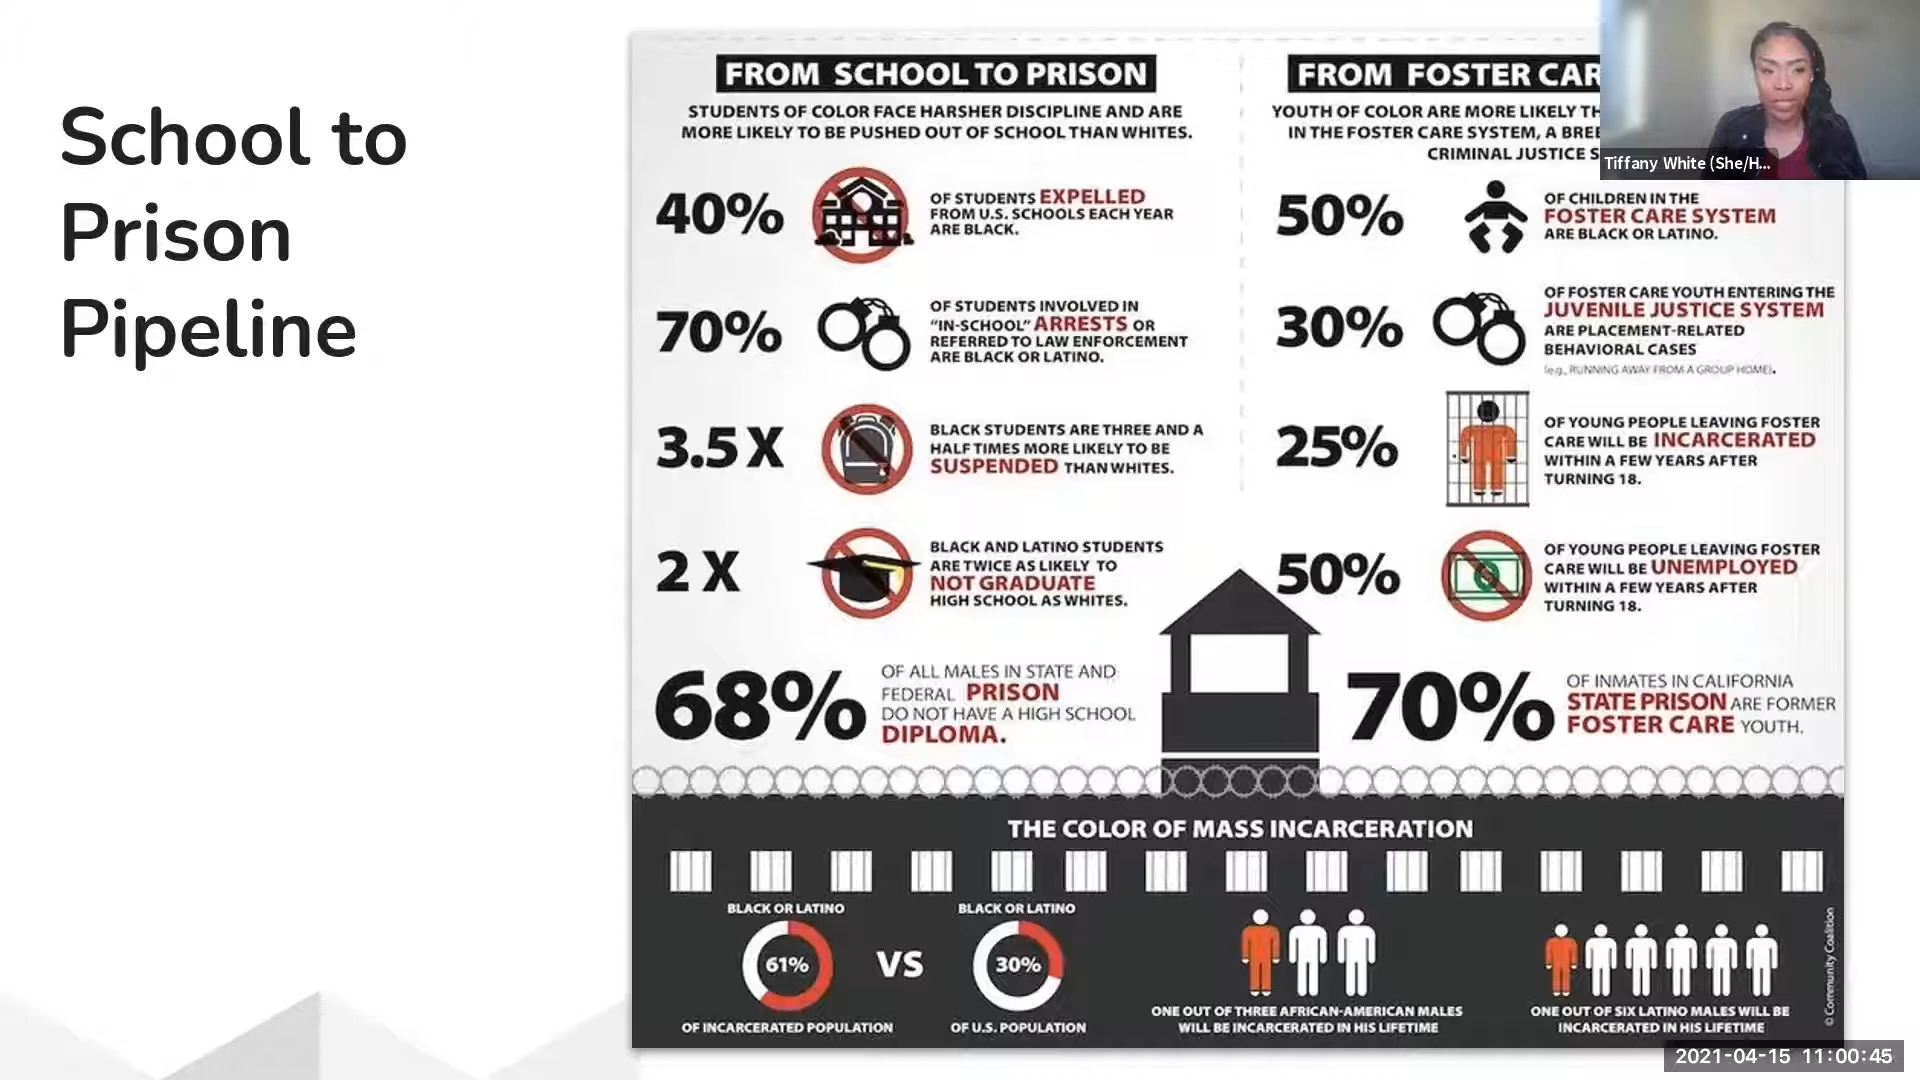 School to
Prison
Pipeline
FROM SCHOOL TO PRISON
STUDENTS OF COLOR FACE HARSHER DISCIPLINE AND ARE
MORE LIKELY TO BE PUSHED OUT OF SCHOOL THAN WHITES.
40%
OF STUDENTS EXPELLED
FROM U.S. SCHOOLS EACH YEAR
ARE BLACK.
70%
OF STUDENTS INVOLVED IN
"IN-SCHOOL" ARRESTS OR
REFERRED TO LAW ENFORCEMENT
ARE BLACK OR LATINO.
3.5 X
BLACK STUDENTS ARE THREE AND A
HALF TIMES MORE LIKELY TO BE
SUSPENDED THAN WHITES.
2 X
BLACK AND LATINO STUDENTS
ARE TWICE AS LIKELY TO
NOT GRADUATE
HIGH SCHOOL AS WHITES.
68%
OF ALL MALES IN STATE AND
FEDERAL PRISON
DO NOT HAVE A HIGH SCHOOL
DIPLOMA.
FROM FOSTER
YOUTH OF COLOR ARE MORE LIKELY
IN THE FOSTER CARE SYSTEM, A
CRIMINAL JUSTICE
50%
OF CHILDREN IN THE
FOSTER CARE SYSTEM
ARE BLACK OR LATINO.
30%
OF FOSTER CARE YOUTH ENTERING THE
JUVENILE JUSTICE SYSTEM
ARE PLACEMENT-RELATED
BEHAVIORAL CASES
(e.g., RUNNING AWAY FROM A GROUP HOME).
25%
OF YOUNG PEOPLE LEAVING FOSTER
CARE WILL BE INCARCERATED
WITHIN A FEW YEARS AFTER
TURNING 18.
50%
OF YOUNG PEOPLE LEAVING FOSTER
CARE WILL BE UNEMPLOYED
WITHIN A FEW YEARS AFTER
TURNING 18.
70%
OF INMATES IN CALIFORNIA
STATE PRISON ARE FORMER
FOSTER CARE YOUTH.
THE COLOR OF MASS INCARCERATION
BLACK OR LATINO
61%
OF INCARCERATED POPULATION
VS
BLACK OR LATINO
30%
OF U.S. POPULATION
ONE OUT OF THREE AFRICAN-AMERICAN MALES
WILL BE INCARCERATED IN HIS LIFETIME
ONE OUT OF SIX LATINO MALES WILL BE
INCARCERATED IN HIS LIFETIME
© Community Coalition
Tiffany White (She/H...
2021-04-15 11:00:45